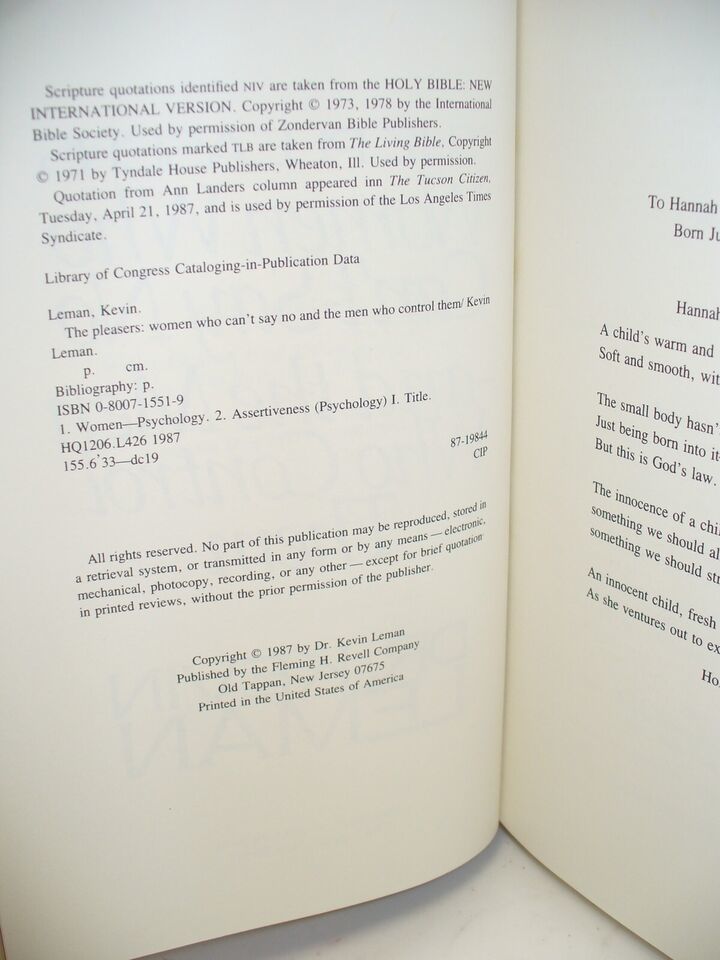 Scripture quotations identified NIV are taken from the HOLY BIBLE: NEW
INTERNATIONAL VERSION. Copyright © 1973, 1978 by the International
Bible Society. Used by permission of Zondervan Bible Publishers.
Scripture quotations marked TLB are taken from The Living Bible, Copyright
© 1971 by Tyndale House Publishers, Wheaton, Ill. Used by permission.
Quotation from Ann Landers column appeared inn The Tucson Citizen,
Tuesday, April 21, 1987, and is used by permission of the Los Angeles Times
Syndicate.
Library of Congress Cataloging-in-Publication Data
Leman, Kevin.
The pleasers: women who can't say no and the men who control them/ Kevin
Leman.
p. cm.
Bibliography: p.
ISBN 0-8007-1551-9
1. Women—Psychology. 2. Assertiveness (Psychology) I. Title.
HQ1206.L426 1987
155.6'33—dc19 87-19844
CIP
All rights reserved. No part of this publication may be reproduced, stored in
a retrieval system, or transmitted in any form or by any means — electronic,
mechanical, photocopy, recording, or any other — except for brief quotation
in printed reviews, without the prior permission of the publisher.
Copyright © 1987 by Dr. Kevin Leman
Published by the Fleming H. Revell Company
Old Tappan, New Jersey 07675
Printed in the United States of America
To Hannah
Born Ju
Hannah
A child's warm and
Soft and smooth, wit
The small body hasn'
Just being born into it
But this is God's law.
The innocence of a chi
something we should al
something we should str
An innocent child, fresh
As she ventures out to ex
Ho